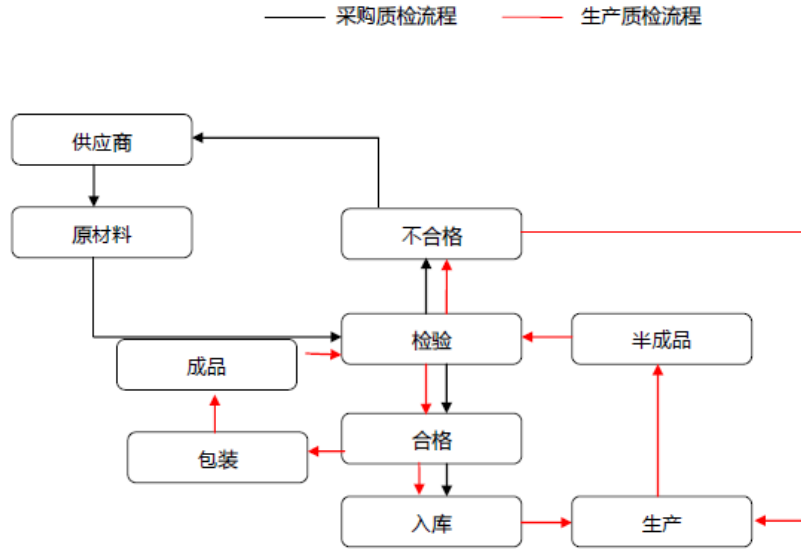 采购质检流程 生产质检流程
供应商
原材料
不合格
检验
半成品
成品
合格
包装
入库
生产